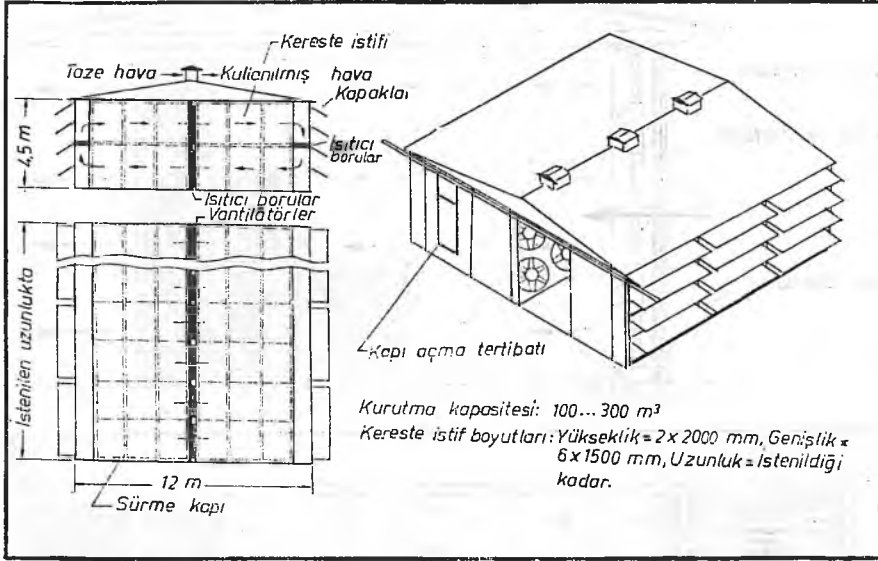 Kereste istifi
Taze hava
Kullanılmış hava
Kapaklar
4,5 m
Isıtıcı
borular
Isıtıcı borular
Vantilatörler
İstenilen uzunlukta
12 m
Sürme kapı
Kapı açma tertibatı
Kurutma kapasitesi: 100...300 m³
Kereste istif boyutları: Yükseklik = 2 x 2000 mm, Genişlik =
6 x 1500 mm, Uzunluk = İstenildiği
kadar.